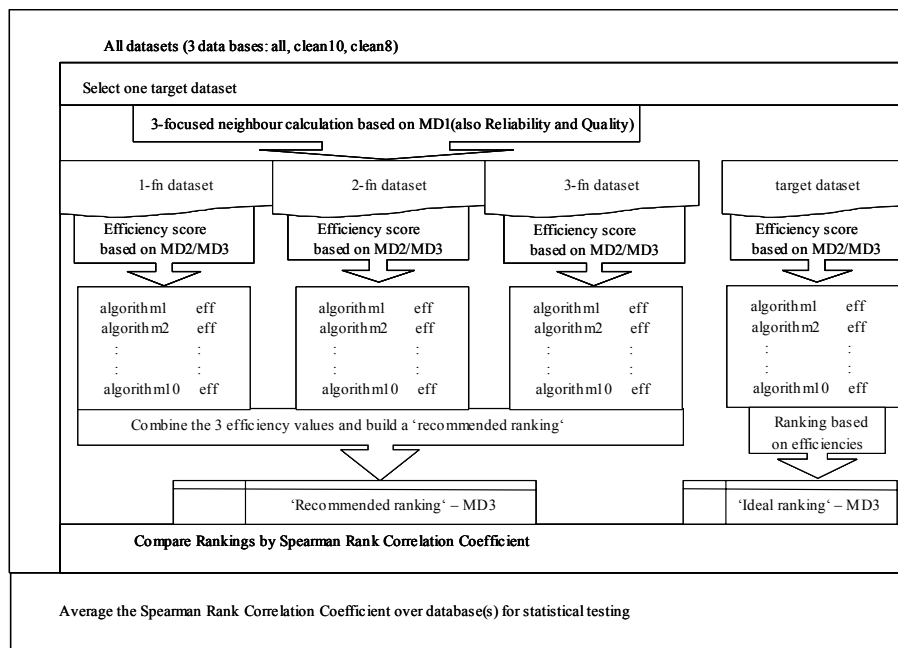 All datasets (3 data bases: all, clean10, clean8)
Select one target dataset
3-focused neighbour calculation based on MD1(also Reliability and Quality)
1-fn dataset 2-fn dataset 3-fn dataset target dataset
Efficiency score Efficiency score Efficiency score Efficiency score
based on MD2/MD3 based on MD2/MD3 based on MD2/MD3 based on MD2/MD3
algorithm1 eff algorithm1 eff algorithm1 eff algorithm1 eff
algorithm2 eff algorithm2 eff algorithm2 eff algorithm2 eff
: : : : : : : :
: : : : : : : :
algorithm10 eff algorithm10 eff algorithm10 eff algorithm10 eff
Combine the 3 efficiency values and build a ‘recommended ranking‘ Ranking based
on efficiencies
‘Recommended ranking‘ – MD3 ‘Ideal ranking‘ – MD3
Compare Rankings by Spearman Rank Correlation Coefficient
Average the Spearman Rank Correlation Coefficient over database(s) for statistical testing